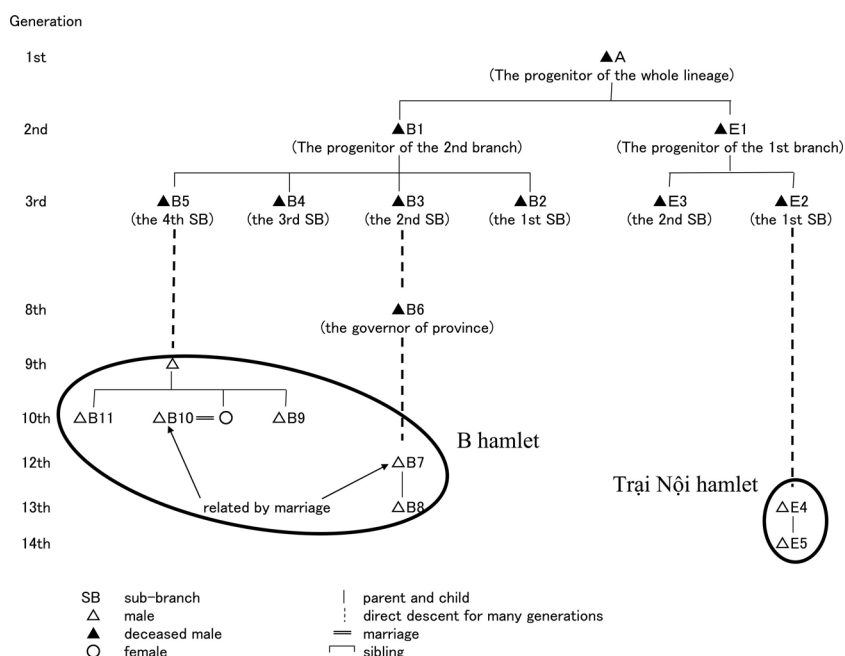 Generation
1st
▲A
(The progenitor of the whole lineage)
2nd
▲B1
▲E1
(The progenitor of the 2nd branch)
(The progenitor of the 1st branch)
3rd
▲B5
▲B4
▲B3
▲B2
▲E3
▲E2
(the 4th SB)
(the 3rd SB)
(the 2nd SB)
(the 1st SB)
(the 2nd SB)
(the 1st SB)
8th
▲B6
(the governor of province)
9th
△
10th
△B11
△B10
△B9
B hamlet
12th
△B7
Trại Nội hamlet
13th
related by marriage
△B8
△E4
14th
△E5
SB sub-branch
parent and child
△ male
direct descent for many generations
▲ deceased male
marriage
○ female
sibling